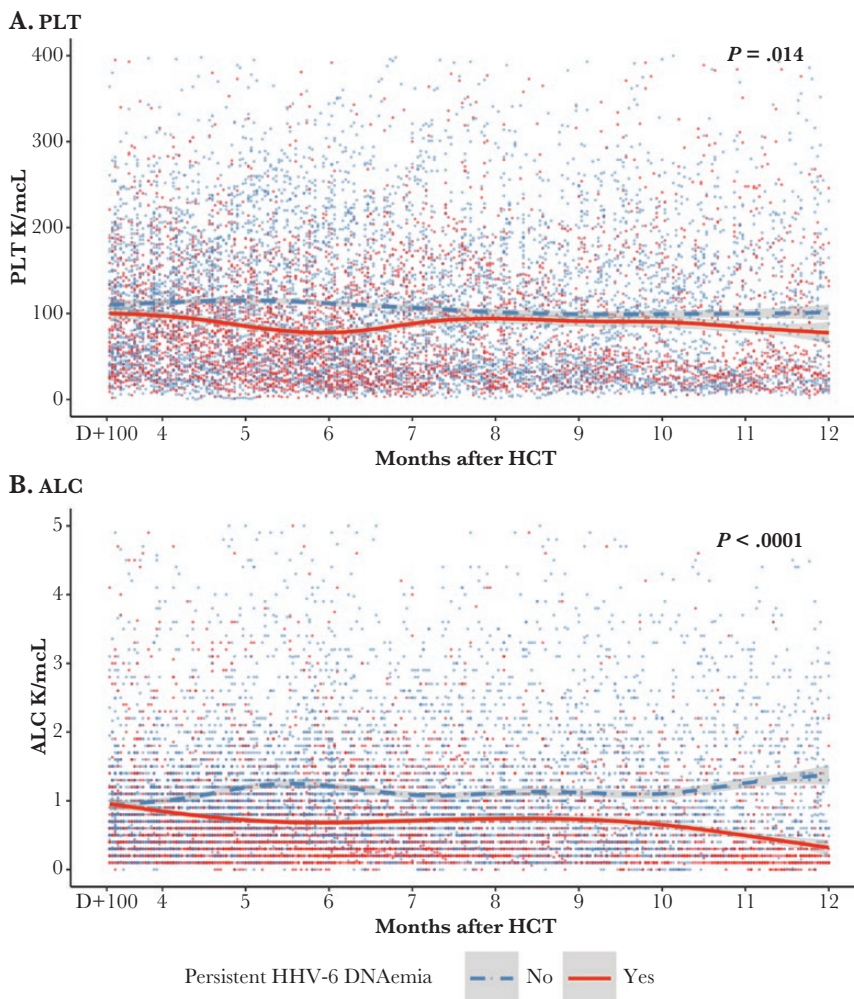 A. PLT
400
300
200
100
0
PLT K/mcL
P = .014
D+100 4 5 6 7 8 9 10 11 12
Months after HCT
B. ALC
5
4
3
2
1
0
ALC K/mcL
P < .0001
D+100 4 5 6 7 8 9 10 11 12
Months after HCT
Persistent HHV-6 DNAemia No Yes